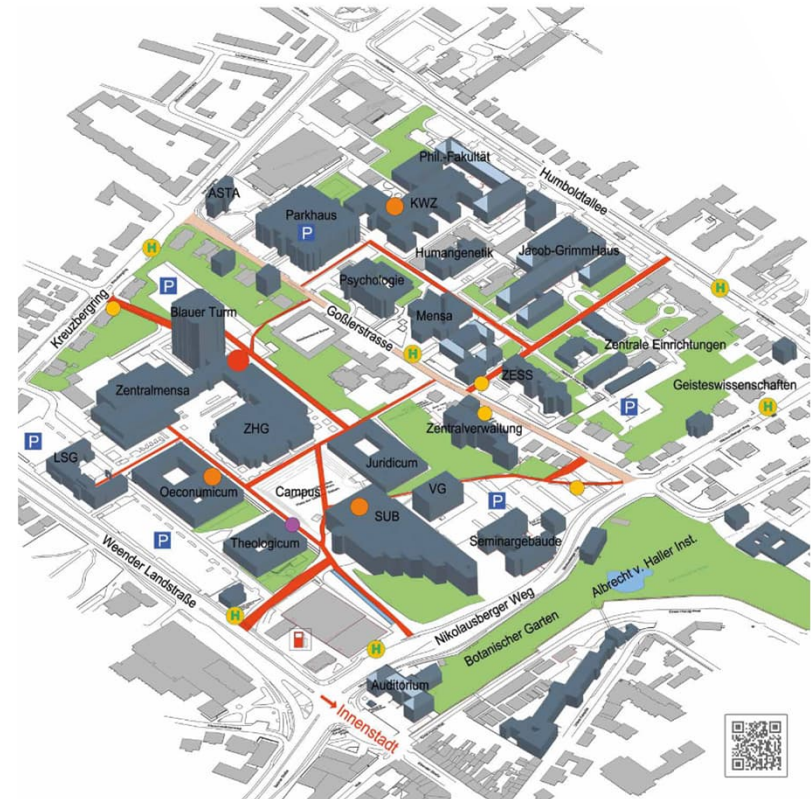 Phil.-Fakultät
Humboldtallee
ASTA
KWZ
Parkhaus
P
H
Humangenetik
Jacob-GrimmHaus
Psychologie
P
H
Kreuzbergring
Blauer Turm
Mensa
Goßlerstrasse
H
Zentrale Einrichtungen
ZESS
Geisteswissenschaften
Zentralmensa
P
H
ZHG
Zentralverwaltung
P
LSG
Juridicum
Oeconumicum
Campus
VG
P
SUB
Theologicum
P
Seminargebäude
Weender Landstraße
Albrecht v. Haller Inst.
Nikolausberger Weg
H
Botanischer Garten
H
Auditorium
Innenstadt